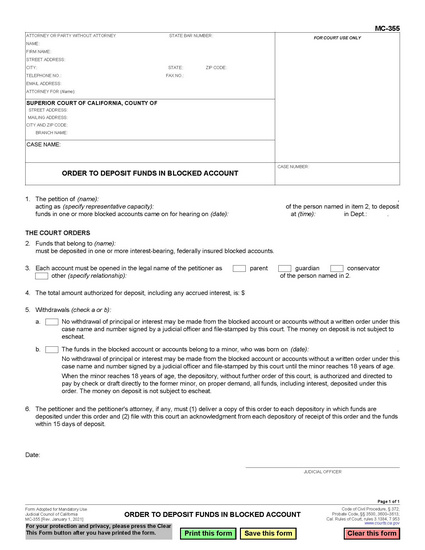 MC-355
ATTORNEY OR PARTY WITHOUT ATTORNEY STATE BAR NUMBER:
FOR COURT USE ONLY
NAME:
FIRM NAME:
STREET ADDRESS:
CITY: STATE: ZIP CODE:
TELEPHONE NO.: FAX NO.:
EMAIL ADDRESS:
ATTORNEY FOR (Name):
SUPERIOR COURT OF CALIFORNIA, COUNTY OF
STREET ADDRESS:
MAILING ADDRESS:
CITY AND ZIP CODE:
BRANCH NAME:
CASE NAME:
ORDER TO DEPOSIT FUNDS IN BLOCKED ACCOUNT
CASE NUMBER:
1. The petition of (name): ,
acting as (specify representative capacity): of the person named in item 2, to deposit
funds in one or more blocked accounts came on for hearing on (date): at (time): in Dept.: .
THE COURT ORDERS
2. Funds that belong to (name):
must be deposited in one or more interest-bearing, federally insured blocked accounts.
3. Each account must be opened in the legal name of the petitioner as parent guardian conservator
other (specify relationship): of the person named in 2.
4. The total amount authorized for deposit, including any accrued interest, is: $
5. Withdrawals (check a or b):
a. No withdrawal of principal or interest may be made from the blocked account or accounts without a written order under this
case name and number signed by a judicial officer and file-stamped by this court. The money on deposit is not subject to
escheat.
b. The funds in the blocked account or accounts belong to a minor, who was born on (date): .
No withdrawal of principal or interest may be made from the blocked account or accounts without a written order under this
case name and number signed by a judicial officer and file-stamped by this court until the minor reaches 18 years of age.
When the minor reaches 18 years of age, the depository, without further order of this court, is authorized and directed to
pay by check or draft directly to the former minor, on proper demand, all funds, including interest, deposited under this
order. The money on deposit is not subject to escheat.
6. The petitioner and the petitioner's attorney, if any, must (1) deliver a copy of this order to each depository in which funds are
deposited under this order and (2) file with this court an acknowledgment from each depository of receipt of this order and the funds
within 15 days of deposit.
Date:
JUDICIAL OFFICER
Page 1 of 1
Form Adopted for Mandatory Use
Judicial Council of California
MC-355 [Rev. January 1, 2021]
ORDER TO DEPOSIT FUNDS IN BLOCKED ACCOUNT
Code of Civil Procedure, § 372;
Probate Code, §§ 3500, 3600–3613;
Cal. Rules of Court, rules 3.1384, 7.953
www.courts.ca.gov
For your protection and privacy, please press the Clear
This Form button after you have printed the form.
Print this form
Save this form
Clear this form